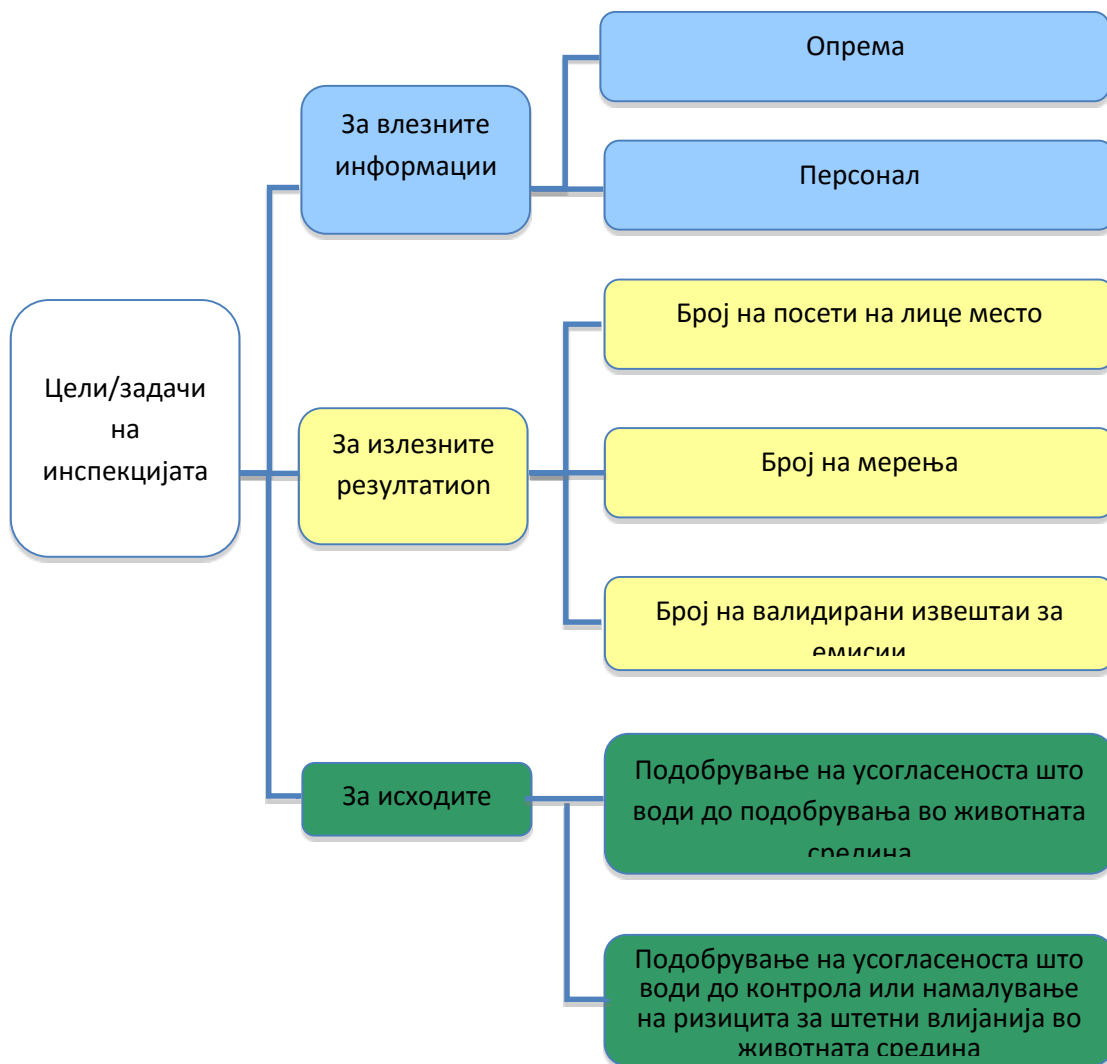 Опрема
За влезните
информации
Персонал
Број на посети на лице место
Цели/задачи
на
инспекцијата
За излезните
резултатиоn
Број на мерења
Број на валидирани извештаи за
емисии
За исходите
Подобрување на усогласеноста што
води до подобрувања во животната
средина
Подобрување на усогласеноста што
води до контрола или намалување
на ризицита за штетни влијанија во
животната средина